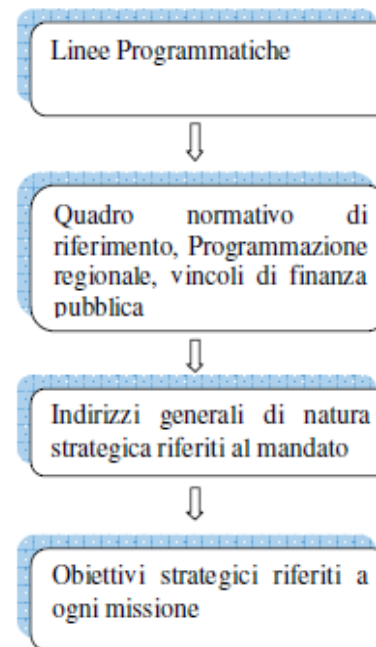 Linee Programmatiche
Quadro normativo di
riferimento, Programmazione
regionale, vincoli di finanza
pubblica
Indirizzi generali di natura
strategica riferiti al mandato
Obiettivi strategici riferiti a
ogni missione